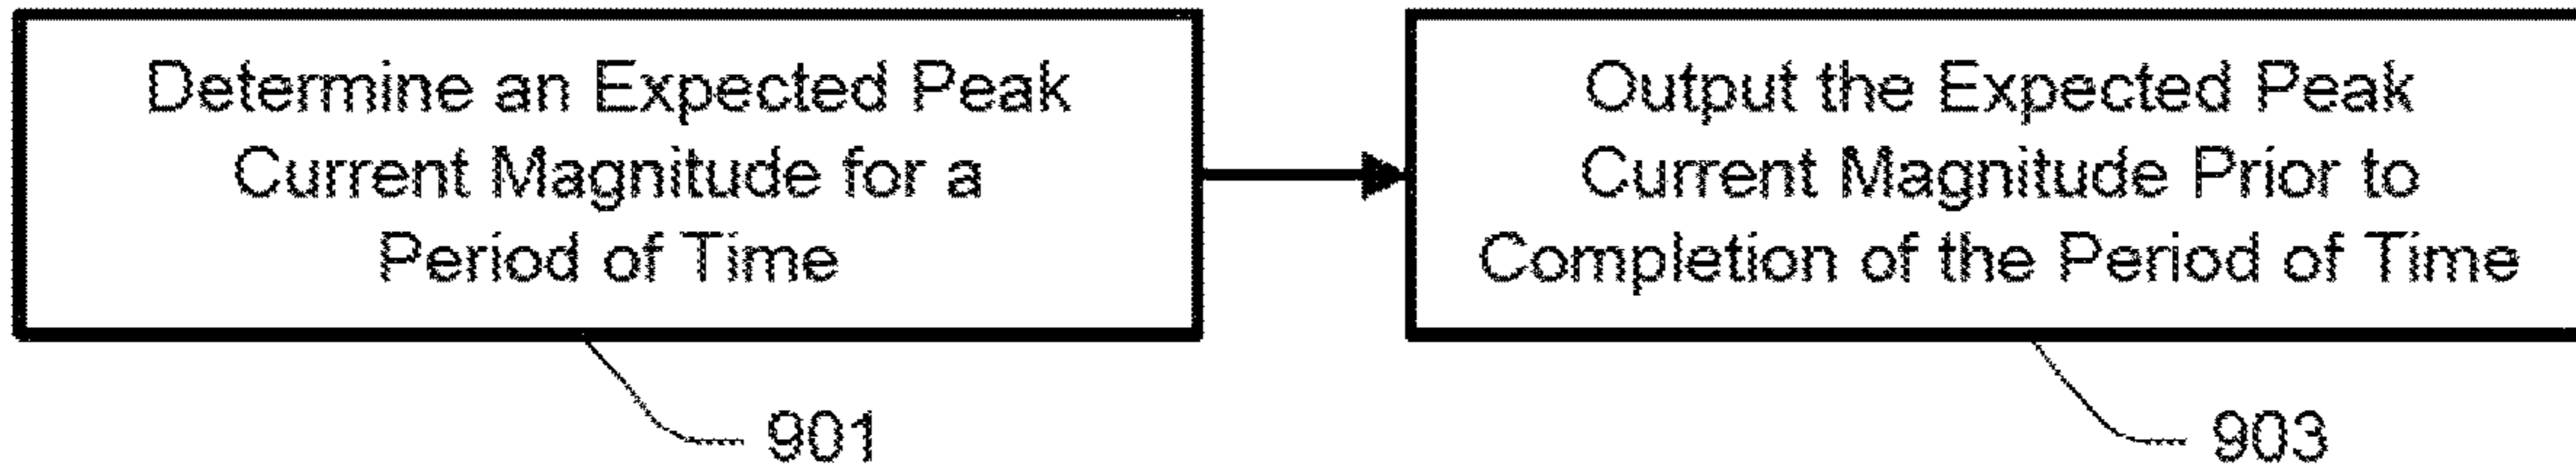 Determine an Expected Peak
Current Magnitude for a
Period of Time
Output the Expected Peak
Current Magnitude Prior to
Completion of the Period of Time
901
903